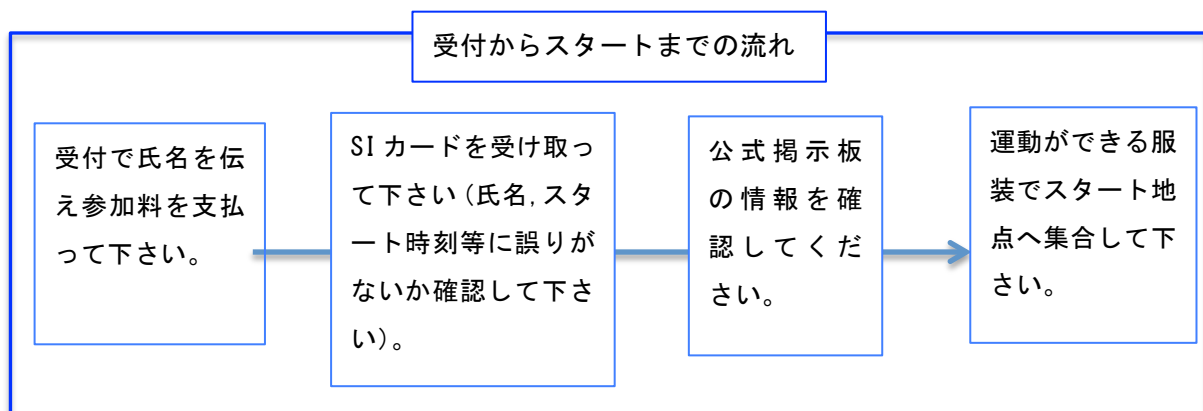 受付からスタートまでの流れ
受付で氏名を伝
え参加料を支払
って下さい。
SIカードを受け取っ
て下さい(氏名,スタ
ート時刻等に誤りが
ないか確認して下さ
い)。
公式掲示板
の情報を確
認してくだ
さい。
運動ができる服
装でスタート地
点へ集合して下
さい。